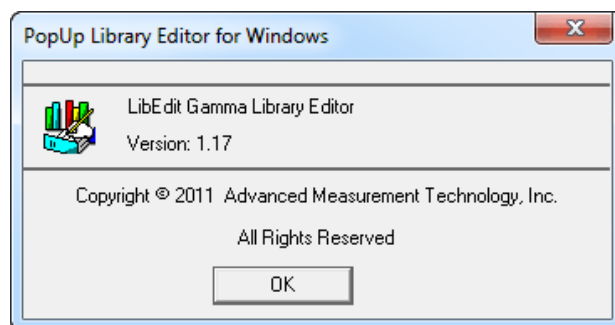 PopUp Library Editor for Windows
LibEdit Gamma Library Editor
Version: 1.17
Copyright © 2011 Advanced Measurement Technology, Inc.
All Rights Reserved
OK